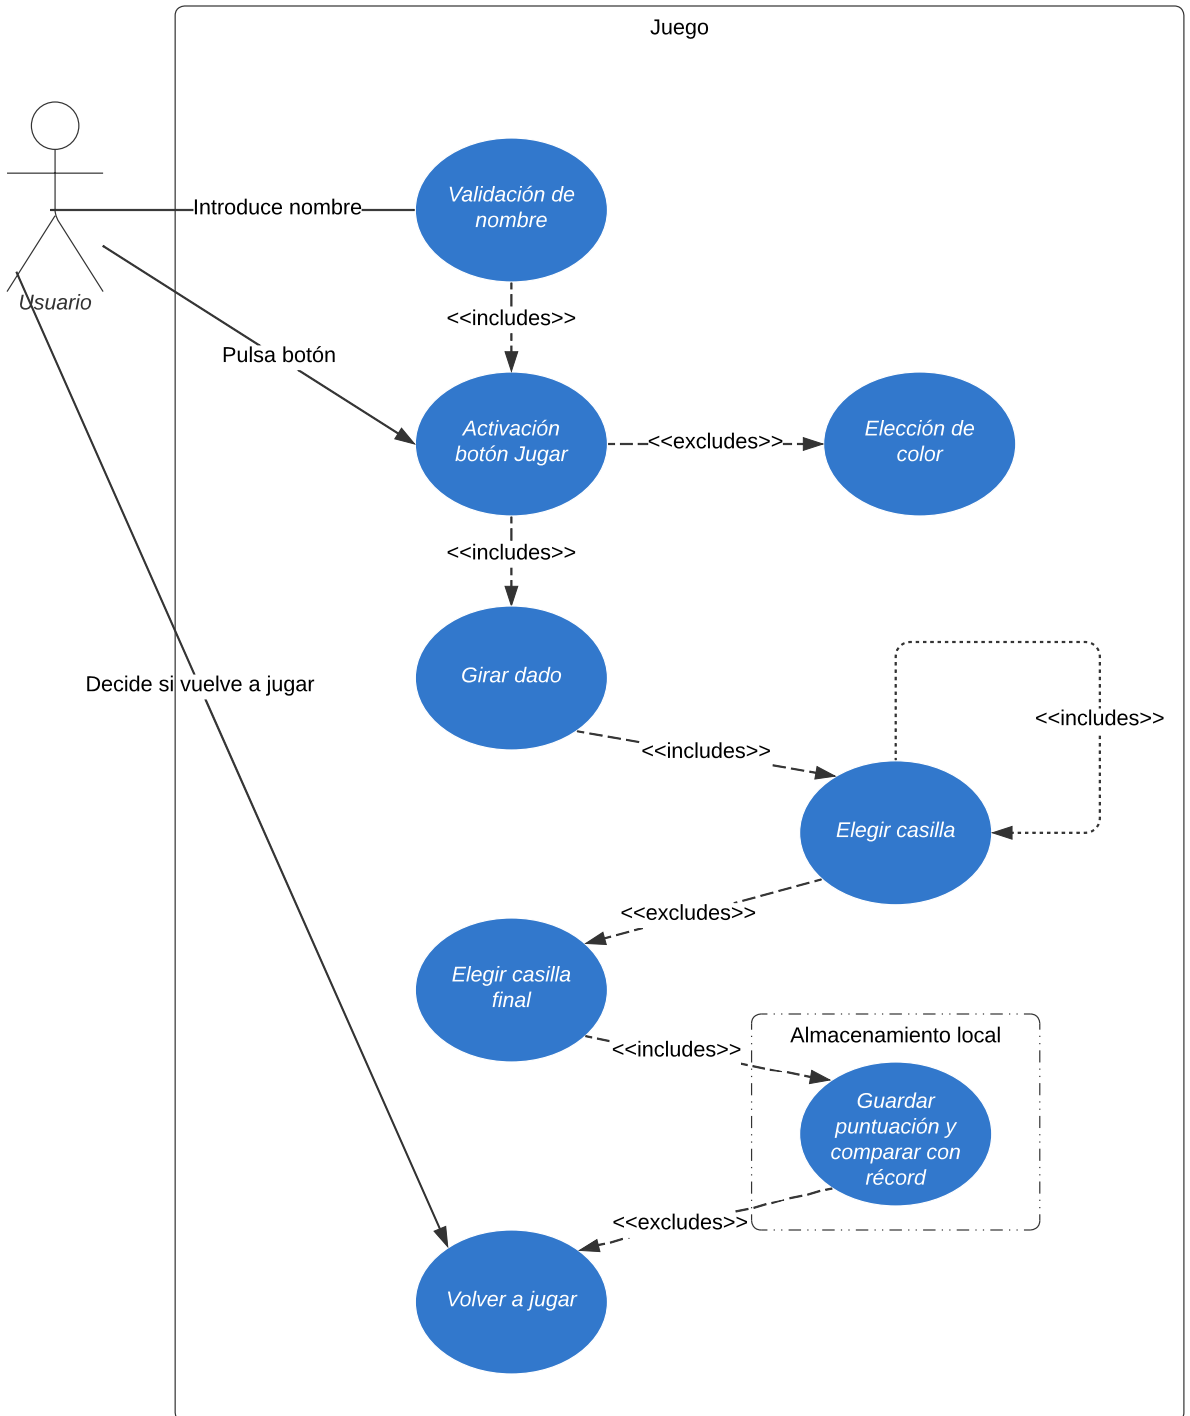 Juego
Validación de
nombre
Introduce nombre
Usuario
<<includes>>
Pulsa botón
Activación
botón Jugar
<<excludes>>
Elección de
color
<<includes>>
Girar dado
Decide si vuelve a jugar
<<includes>>
<<includes>>
Elegir casilla
<<excludes>>
Elegir casilla
final
<<includes>>
Almacenamiento local
Guardar
puntuación y
comparar con
récord
<<excludes>>
Volver a jugar